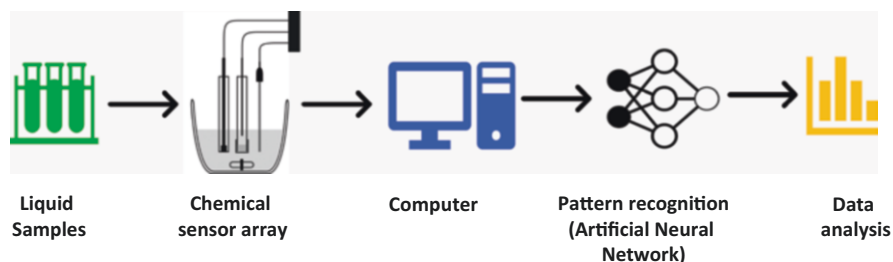 Liquid
Samples
Chemical
sensor array
Computer
Pattern recognition
(Artificial Neural
Network)
Data
analysis